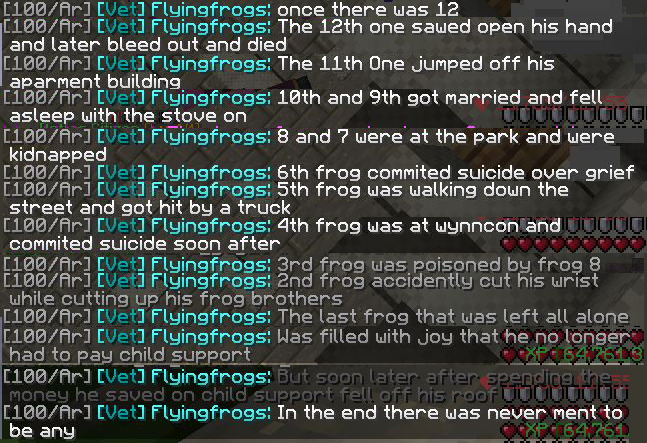 [100/Ar] [Vet] Flyingfrogs: once there was 12
[100/Ar] [Vet] Flyingfrogs: The 12th one sawed open his hand
and later bleed out and died
[100/Ar] [Vet] Flyingfrogs: The 11th One jumped off his
aparment building
[100/Ar] [Vet] Flyingfrogs: 10th and 9th got married and fell
asleep with the stove on
[100/Ar] [Vet] Flyingfrogs: 8 and 7 were at the park and were
kidnapped
[100/Ar] [Vet] Flyingfrogs: 6th frog commited suicide over grief
[100/Ar] [Vet] Flyingfrogs: 5th frog was walking down the
street and got hit by a truck
[100/Ar] [Vet] Flyingfrogs: 4th frog was at wynncon and
commited suicide soon after
[100/Ar] [Vet] Flyingfrogs: 3rd frog was poisoned by frog 8
[100/Ar] [Vet] Flyingfrogs: 2nd frog accidently cut his wrist
while cutting up his frog brothers
[100/Ar] [Vet] Flyingfrogs: The last frog that was left all alone
[100/Ar] [Vet] Flyingfrogs: Was filled with joy that he no longer
had to pay child support
[100/Ar] [Vet] Flyingfrogs: But soon later after spending the
money he saved on child support fell off his roof
[100/Ar] [Vet] Flyingfrogs: In the end there was never ment to
be any